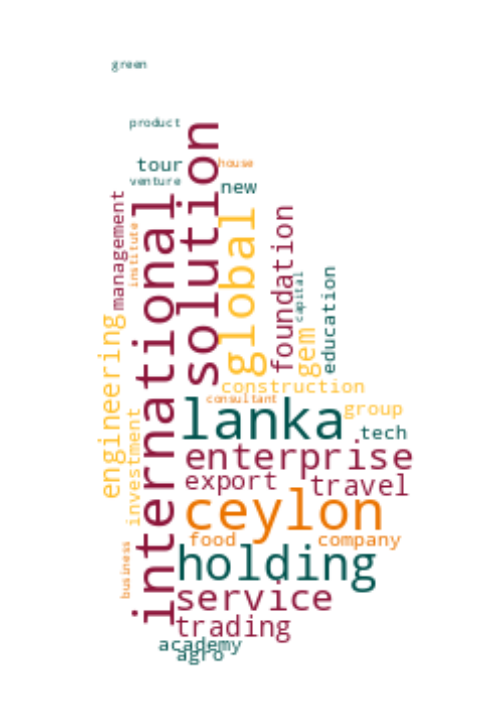 green
product
tour
house
venture
new
management
institute
international
solution
global
foundation
capital
education
gem
engineering
construction
consultant
investment
lanka
group
tech
enterprise
export
travel
ceylon
food
company
business
holding
service
trading
academy
agro